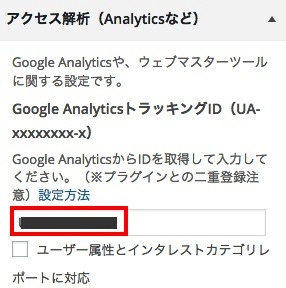 アクセス解析（Analyticsなど）
Google Analyticsや、ウェブマスターツール
に関する設定です。
Google AnalyticsトラッキングID（UA-
xxxxxxxx-x）
Google AnalyticsからIDを取得して入力して
ください。（※プラグインとの二重登録注
意）設定方法
ユーザー属性とインタレストカテゴリレ
ポートに対応